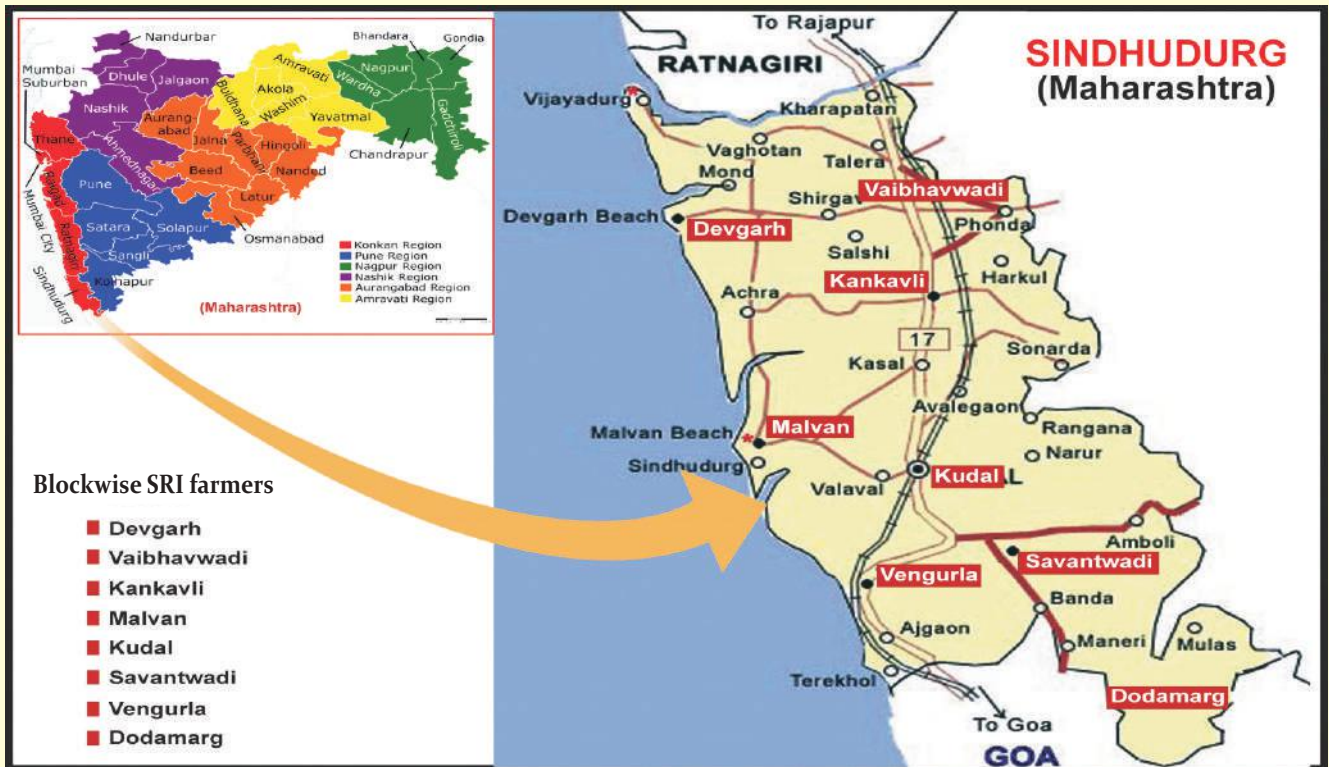 Nandurbar
Bhandara
Gondia
Mumbai
Suburban
Dhule
Jalgaon
Amravati
Nagpur
Wardha
Nashik
Buldhana
Akola
Washim
Yavatmal
Gadchiroli
Aurang-
abad
Jalna
Parbhani
Hingoli
Thane
Ahmednagar
Chandrapur
Beed
Nanded
Mumbai City
Raigad
Pune
Latur
Ratnagiri
Satara
Solapur
Osmanabad
Sangli
Kolhapur
Sindhudurg
Konkan Region
Pune Region
Nagpur Region
Nashik Region
Aurangabad Region
Amravati Region
(Maharashtra)
Blockwise SRI farmers
Devgarh
Vaibhavwadi
Kankavli
Malvan
Kudal
Savantwadi
Vengurla
Dodamarg
SINDHUDURG
(Maharashtra)
To Rajapur
RATNAGIRI
Vijayadurg
Kharapatan
Vaghotan
Talera
Mond
Vaibhavwadi
Shirgav
Devgarh Beach
Devgarh
Phonda
Salshi
Harkul
Kankavli
Achra
17
Kasal
Sonarda
Avalegaon
Malvan Beach
Malvan
Rangana
Narur
Sindhudurg
Valaval
Kudal
AL
Amboli
Savantwadi
Vengurla
Banda
Ajgaon
Maneri
Mulas
Terekhol
Dodamarg
To Goa
GOA